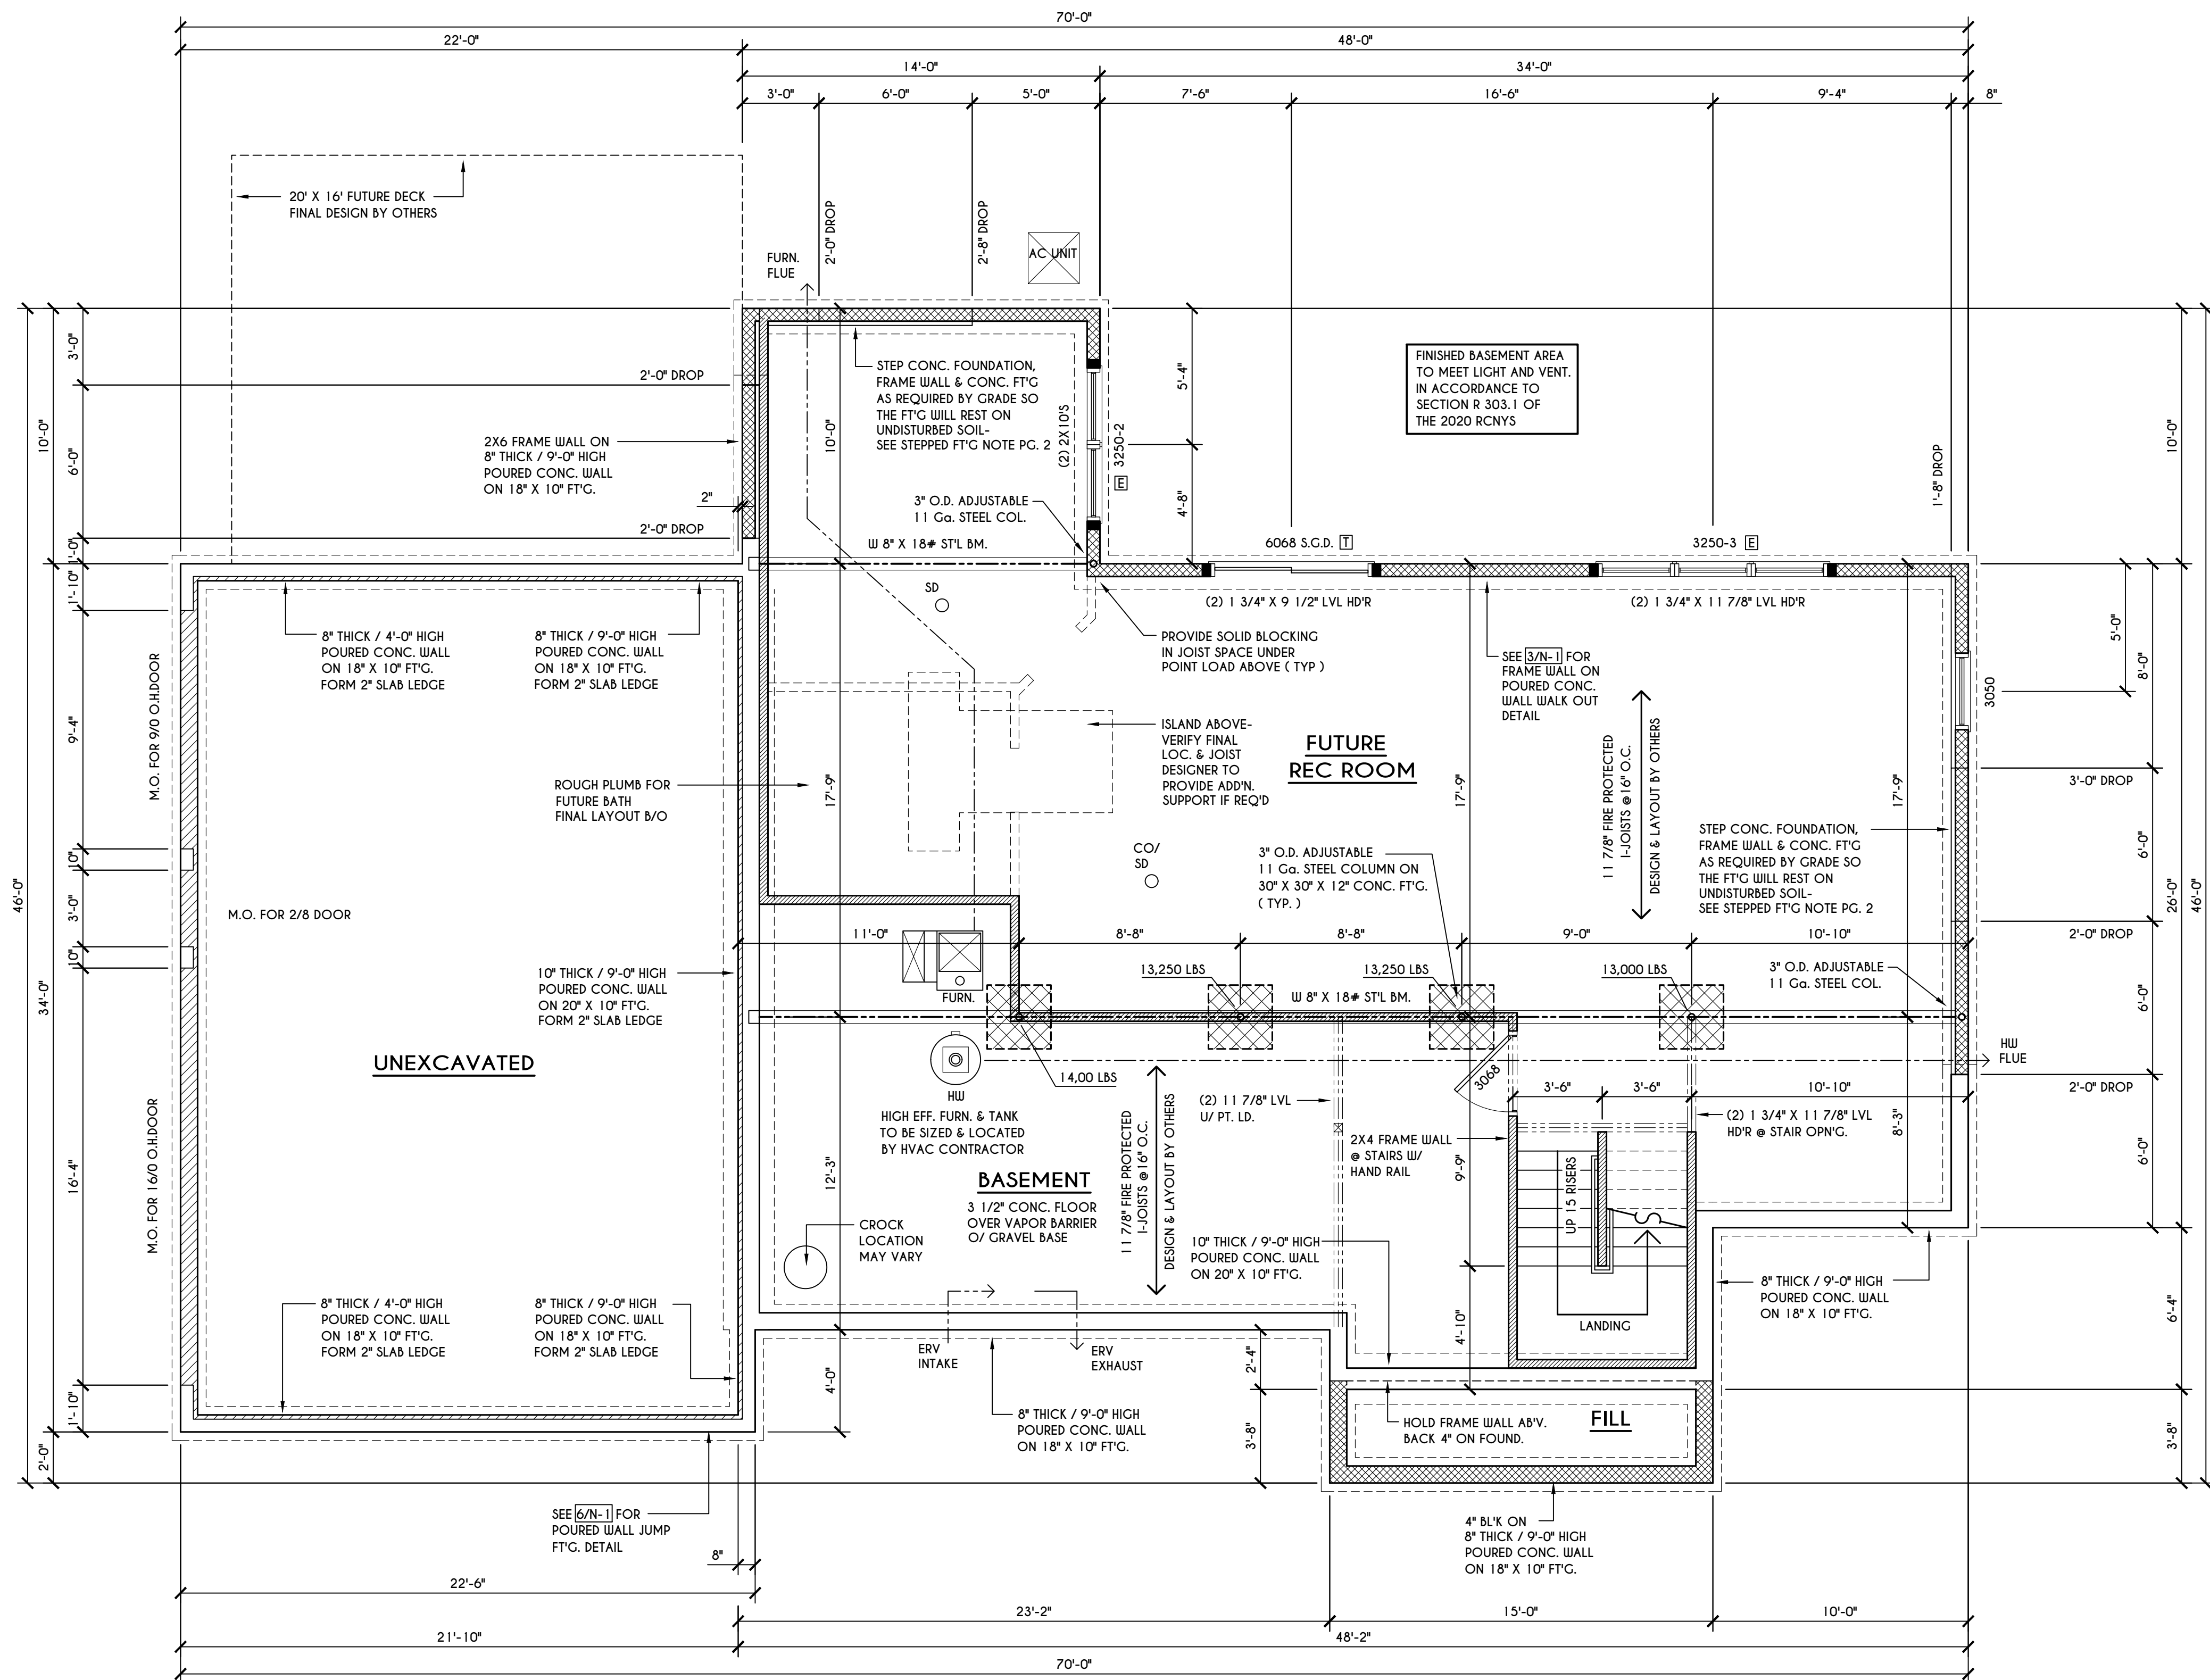 70'-0"
22'-0"
48'-0"
14'-0"
34'-0"
3'-0"
6'-0"
5'-0"
7'-6"
16'-6"
9'-4"
8"
20' X 16' FUTURE DECK
FINAL DESIGN BY OTHERS
2'-0" DROP
2'-8" DROP
AC UNIT
FURN.
FLUE
1'-8" DROP
3'-0"
10'-0"
6'-0"
1'-0"
2'-0" DROP
2X6 FRAME WALL ON
8" THICK / 9'-0" HIGH
POURED CONC. WALL
ON 18" X 10" FT'G.
2"
2'-0" DROP
10'-0"
STEP CONC. FOUNDATION,
FRAME WALL & CONC. FT'G
AS REQUIRED BY GRADE SO
THE FT'G WILL REST ON
UNDISTURBED SOIL-
SEE STEPPED FT'G NOTE PG. 2
(2) 2X10'S
E 3250-2
5'-4"
4'-8"
FINISHED BASEMENT AREA
TO MEET LIGHT AND VENT.
IN ACCORDANCE TO
SECTION R 303.1 OF
THE 2020 RCNYS
10'-0"
3" O.D. ADJUSTABLE
11 Ga. STEEL COL.
W 8" X 18# ST'L BM.
6068 S.G.D. T
3250-3 E
SD
(2) 1 3/4" X 9 1/2" LVL HD'R
(2) 1 3/4" X 11 7/8" LVL HD'R
1'-10"
M.O. FOR 9/0 O.H.DOOR
9'-4"
8" THICK / 4'-0" HIGH
POURED CONC. WALL
ON 18" X 10" FT'G.
FORM 2" SLAB LEDGE
8" THICK / 9'-0" HIGH
POURED CONC. WALL
ON 18" X 10" FT'G.
FORM 2" SLAB LEDGE
PROVIDE SOLID BLOCKING
IN JOIST SPACE UNDER
POINT LOAD ABOVE ( TYP )
SEE 3/N-1 FOR
FRAME WALL ON
POURED CONC.
WALL WALK OUT
DETAIL
5'-0"
8'-0"
3050
ISLAND ABOVE-
VERIFY FINAL
LOC. & JOIST
DESIGNER TO
PROVIDE ADD'N.
SUPPORT IF REQ'D
FUTURE
REC ROOM
17'-9"
17'-9"
17'-9"
11 7/8" FIRE PROTECTED
I-JOISTS @16" O.C.
DESIGN & LAYOUT BY OTHERS
3'-0" DROP
ROUGH PLUMB FOR
FUTURE BATH
FINAL LAYOUT B/O
STEP CONC. FOUNDATION,
FRAME WALL & CONC. FT'G
AS REQUIRED BY GRADE SO
THE FT'G WILL REST ON
UNDISTURBED SOIL-
SEE STEPPED FT'G NOTE PG. 2
6'-0"
26'-0"
46'-0"
46'-0"
34'-0"
10"
3'-0"
10"
M.O. FOR 2/8 DOOR
CO/
SD
3" O.D. ADJUSTABLE
11 Ga. STEEL COLUMN ON
30" X 30" X 12" CONC. FT'G.
( TYP. )
11'-0"
8'-8"
8'-8"
9'-0"
10'-10"
2'-0" DROP
10" THICK / 9'-0" HIGH
POURED CONC. WALL
ON 20" X 10" FT'G.
FORM 2" SLAB LEDGE
FURN.
13,250 LBS
13,250 LBS
13,000 LBS
3" O.D. ADJUSTABLE
11 Ga. STEEL COL.
W 8" X 18# ST'L BM.
6'-0"
UNEXCAVATED
HW
FLUE
14,00 LBS
HW
3068
3'-6"
3'-6"
10'-10"
2'-0" DROP
HIGH EFF. FURN. & TANK
TO BE SIZED & LOCATED
BY HVAC CONTRACTOR
(2) 11 7/8" LVL
U/ PT. LD.
(2) 1 3/4" X 11 7/8" LVL
HD'R @ STAIR OPN'G.
8'-3"
2X4 FRAME WALL
@ STAIRS W/
HAND RAIL
6'-0"
M.O. FOR 16/0 O.H.DOOR
16'-4"
12'-3"
BASEMENT
3 1/2" CONC. FLOOR
OVER VAPOR BARRIER
O/ GRAVEL BASE
11 7/8" FIRE PROTECTED
I-JOISTS @16" O.C.
DESIGN & LAYOUT BY OTHERS
9'-9"
UP 15 RISERS
CROCK
LOCATION
MAY VARY
10" THICK / 9'-0" HIGH
POURED CONC. WALL
ON 20" X 10" FT'G.
8" THICK / 9'-0" HIGH
POURED CONC. WALL
ON 18" X 10" FT'G.
6'-4"
8" THICK / 4'-0" HIGH
POURED CONC. WALL
ON 18" X 10" FT'G.
FORM 2" SLAB LEDGE
8" THICK / 9'-0" HIGH
POURED CONC. WALL
ON 18" X 10" FT'G.
FORM 2" SLAB LEDGE
LANDING
4'-10"
ERV
INTAKE
ERV
EXHAUST
2'-4"
4'-0"
1'-10"
2'-0"
8" THICK / 9'-0" HIGH
POURED CONC. WALL
ON 18" X 10" FT'G.
3'-8"
HOLD FRAME WALL AB'V.
BACK 4" ON FOUND.
FILL
3'-8"
SEE 6/N-1 FOR
POURED WALL JUMP
FT'G. DETAIL
8"
4" BL'K ON
8" THICK / 9'-0" HIGH
POURED CONC. WALL
ON 18" X 10" FT'G.
22'-6"
23'-2"
15'-0"
10'-0"
21'-10"
48'-2"
70'-0"